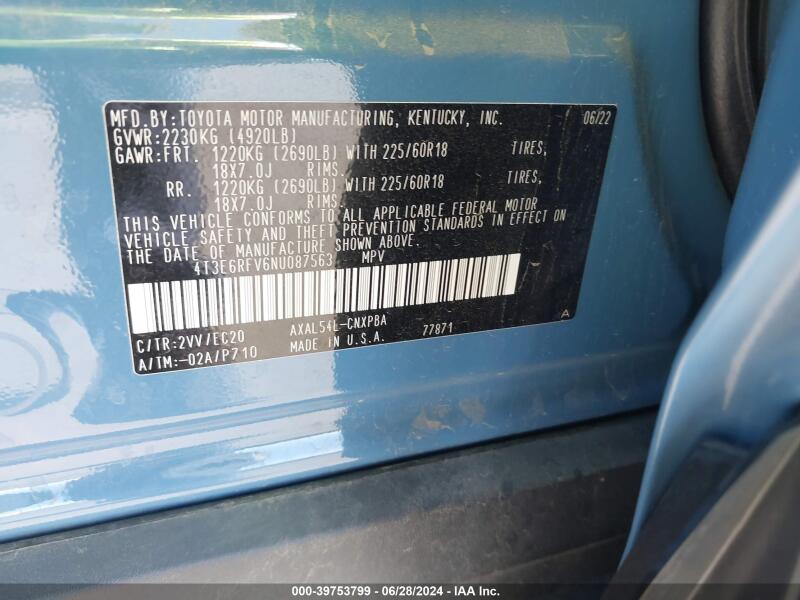 MFD.BY:TOYOTA MOTOR MANUFACTURING, KENTUCKY, INC. 06/22
GVWR:2230KG (4920LB)
GAWR:FRT. 1220KG (2690LB) WITH 225/60R18 TIRES,
18X7.0J RIMS.
RR. 1220KG (2690LB) WITH 225/60R18 TIRES,
18X7.0J RIMS.
THIS VEHICLE CONFORMS TO ALL APPLICABLE FEDERAL MOTOR
VEHICLE SAFETY AND THEFT PREVENTION STANDARDS IN EFFECT ON
THE DATE OF MANUFACTURE SHOWN ABOVE.
4T3E6RFV6NU087563 MPV
C/TR:2VV/EC20 AXAL54L-CNXPBA
A/TM:-02A/P710 MADE IN U.S.A. 77871 A
000-39753799 - 06/28/2024 - IAAI.COM